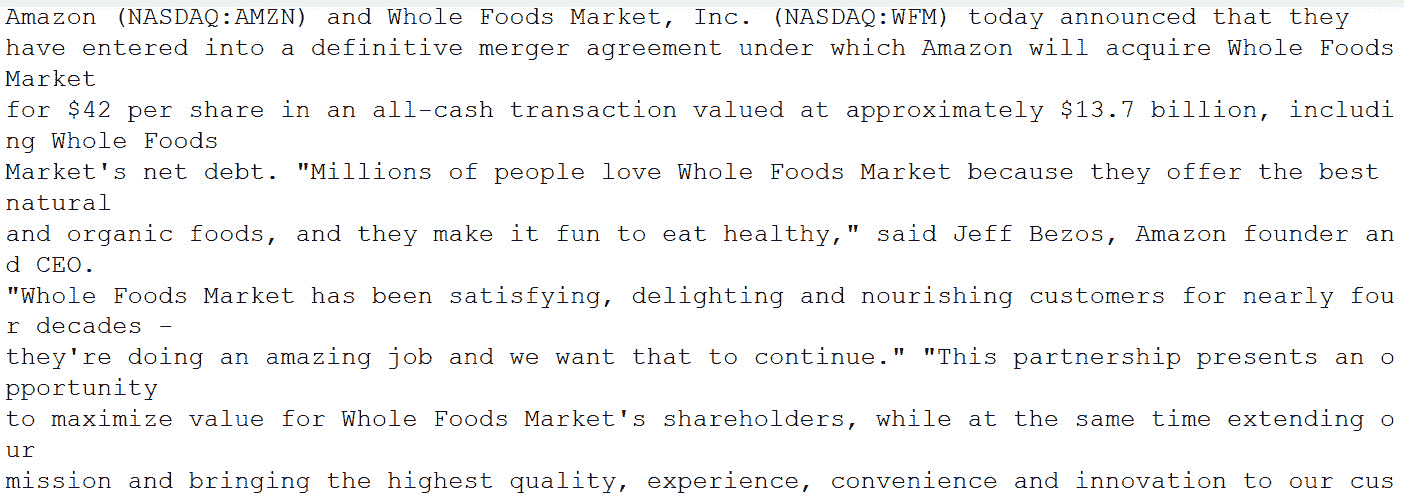 Amazon (NASDAQ:AMZN) and Whole Foods Market, Inc. (NASDAQ:WFM) today announced that they
have entered into a definitive merger agreement under which Amazon will acquire Whole Foods
Market
for $42 per share in an all-cash transaction valued at approximately $13.7 billion, includi
ng Whole Foods
Market's net debt. "Millions of people love Whole Foods Market because they offer the best
natural
and organic foods, and they make it fun to eat healthy," said Jeff Bezos, Amazon founder an
d CEO.
"Whole Foods Market has been satisfying, delighting and nourishing customers for nearly fou
r decades –
they're doing an amazing job and we want that to continue." "This partnership presents an o
pportunity
to maximize value for Whole Foods Market's shareholders, while at the same time extending o
ur
mission and bringing the highest quality, experience, convenience and innovation to our cus